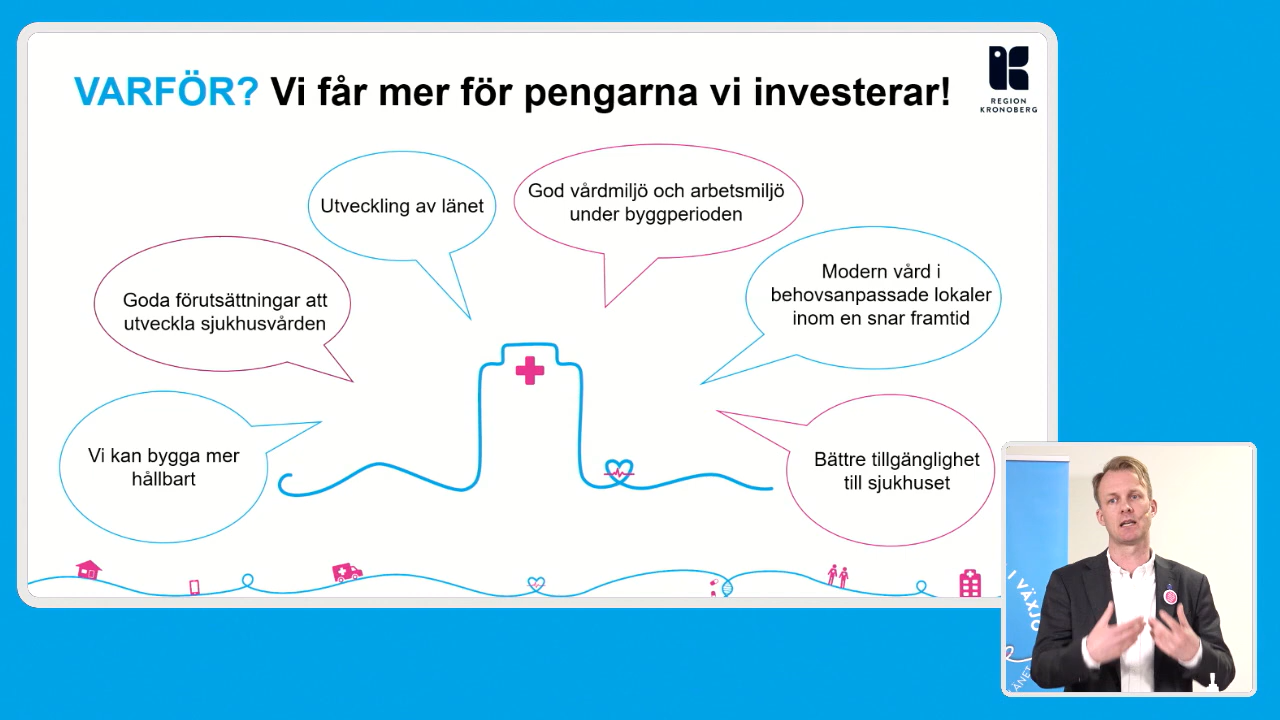 VARFÖR? Vi får mer för pengarna vi investerar!
REGION
KRONOBERG
Utveckling av länet
God vårdmiljö och arbetsmiljö
under byggperioden
Goda förutsättningar att
utveckla sjukhusvården
Modern vård i
behovsanpassade lokaler
inom en snar framtid
Vi kan bygga mer
hållbart
Bättre tillgänglighet
till sjukhuset
I VÄXJÖ
LÄNET